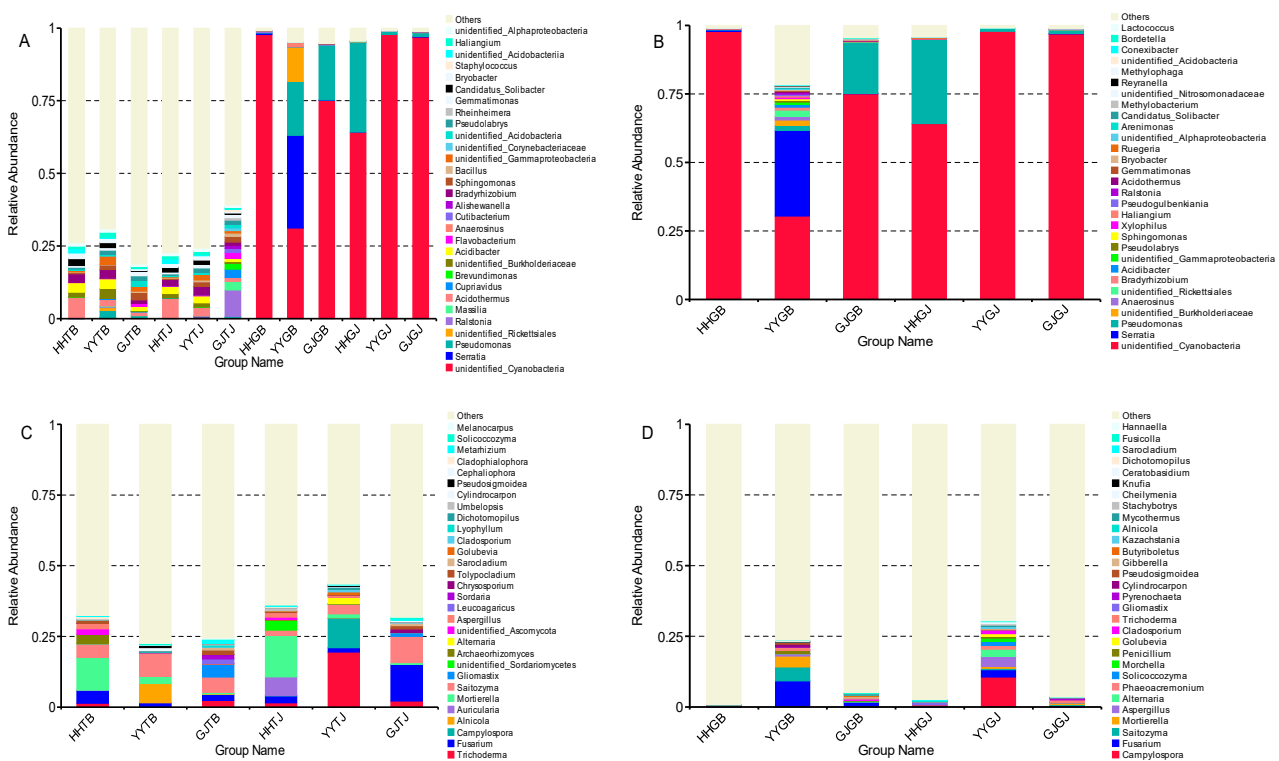 A
Relative Abundance
1
0.75
0.5
0.25
0
HHTB
YYTB
GJTB
HHTJ
YYTJ
GJTJ
HHGB
YYGB
GJGB
HHGJ
YYGJ
GJGJ
Group Name
Others
unidentified_Alphaproteobacteria
Haliangium
unidentified_Acidobacteriia
Staphylococcus
Bryobacter
Candidatus_Solibacter
Gemmatimonas
Rheinheimera
Pseudolabrys
unidentified_Acidobacteria
unidentified_Corynebacteriaceae
unidentified_Gammaproteobacteria
Bacillus
Sphingomonas
Bradyrhizobium
Alishewanella
Cutibacterium
Anaerosinus
Flavobacterium
Acidibacter
unidentified_Burkholderiaceae
Brevundimonas
Cupriavidus
Acidothermus
Massilia
Ralstonia
unidentified_Rickettsiales
Pseudomonas
Serratia
unidentified_Cyanobacteria
B
Relative Abundance
1
0.75
0.5
0.25
0
HHGB
YYGB
GJGB
HHGJ
YYGJ
GJGJ
Group Name
Others
Lactococcus
Bordetella
Conexibacter
unidentified_Acidobacteria
Methylophaga
Reyranella
unidentified_Nitrosomonadaceae
Methylobacterium
Candidatus_Solibacter
Arenimonas
unidentified_Alphaproteobacteria
Ruegeria
Bryobacter
Gemmatimonas
Acidothermus
Ralstonia
Pseudogulbenkiania
Haliangium
Xylophilus
Sphingomonas
Pseudolabrys
unidentified_Gammaproteobacteria
Acidibacter
Bradyrhizobium
unidentified_Rickettsiales
Anaerosinus
unidentified_Burkholderiaceae
Pseudomonas
Serratia
unidentified_Cyanobacteria
C
Relative Abundance
1
0.75
0.5
0.25
0
HHTB
YYTB
GJTB
HHTJ
YYTJ
GJTJ
Group Name
Others
Melanocarpus
Solicoccozyma
Metarhizium
Cladophialophora
Cephaliophora
Pseudosigmoidea
Cylindrocarpon
Umbelopsis
Dichotomopilus
Lyophyllum
Cladosporium
Golubevia
Sarocladium
Tolypocladium
Chrysosporium
Sordaria
Leucoagaricus
Aspergillus
unidentified_Ascomycota
Alternaria
Archaeorhizomyces
unidentified_Sordariomycetes
Gliomastix
Saitozyma
Mortierella
Auricularia
Alnicola
Campylospora
Fusarium
Trichoderma
D
Relative Abundance
1
0.75
0.5
0.25
0
HHGB
YYGB
GJGB
HHGJ
YYGJ
GJGJ
Group Name
Others
Hannaella
Fusicolla
Sarocladium
Dichotomopilus
Ceratobasidium
Knufia
Cheilymenia
Stachybotrys
Mycothermus
Alnicola
Kazachstania
Butyriboletus
Gibberella
Pseudosigmoidea
Cylindrocarpon
Pyrenochaeta
Gliomastix
Trichoderma
Cladosporium
Golubevia
Penicillium
Morchella
Solicoccozyma
Phaeoacremonium
Alternaria
Aspergillus
Mortierella
Saitozyma
Fusarium
Campylospora